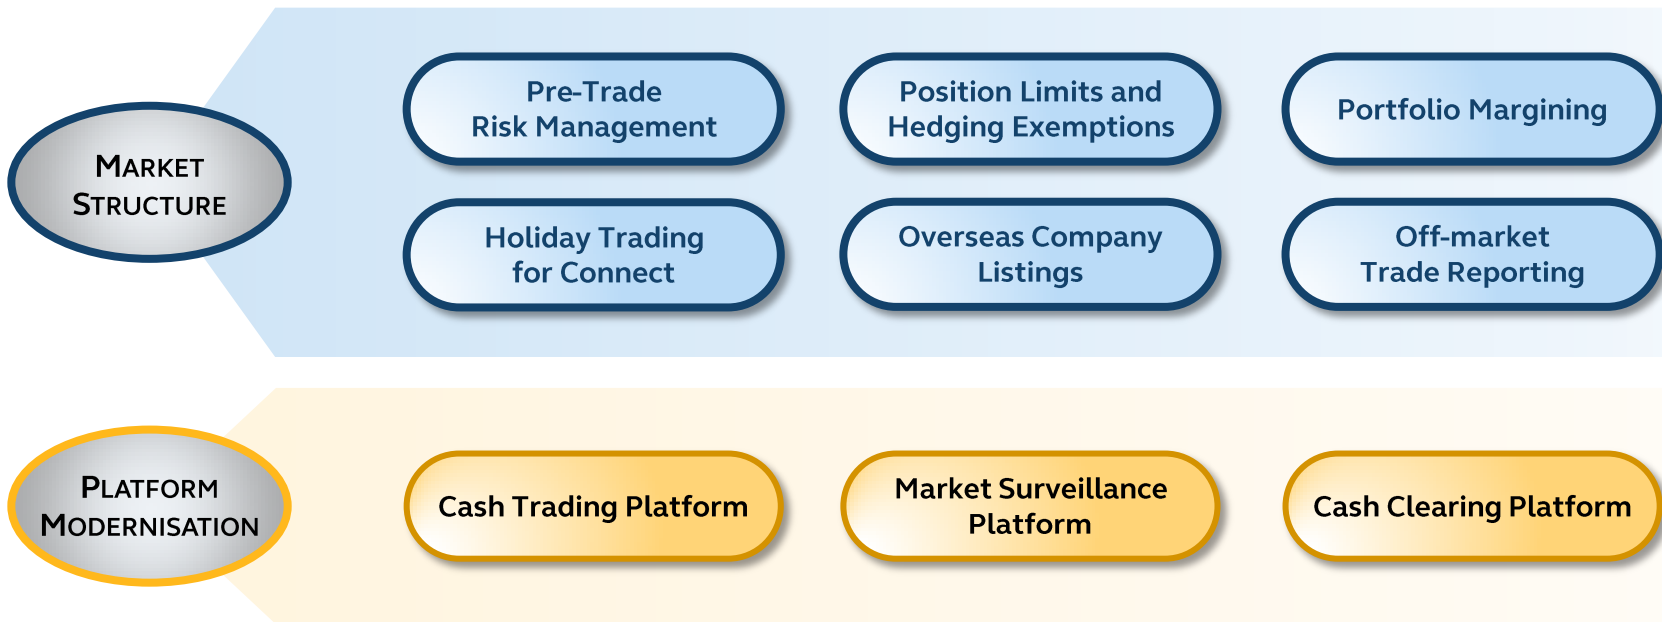 MARKET
STRUCTURE
Pre-Trade
Risk Management
Position Limits and
Hedging Exemptions
Portfolio Margining
Holiday Trading
for Connect
Overseas Company
Listings
Off-market
Trade Reporting
PLATFORM
MODERNISATION
Cash Trading Platform
Market Surveillance
Platform
Cash Clearing Platform